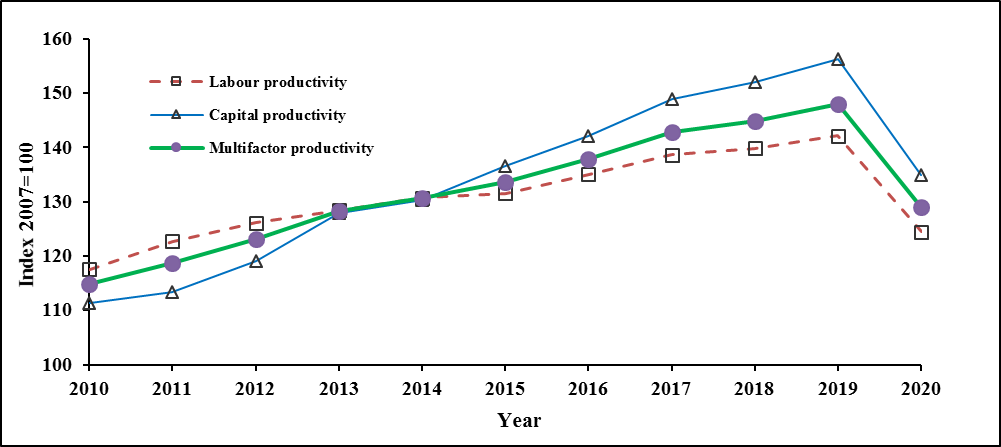 160
150
140
130
120
110
100
Index 2007=100
Labour productivity
Capital productivity
Multifactor productivity
2010 2011 2012 2013 2014 2015 2016 2017 2018 2019 2020
Year